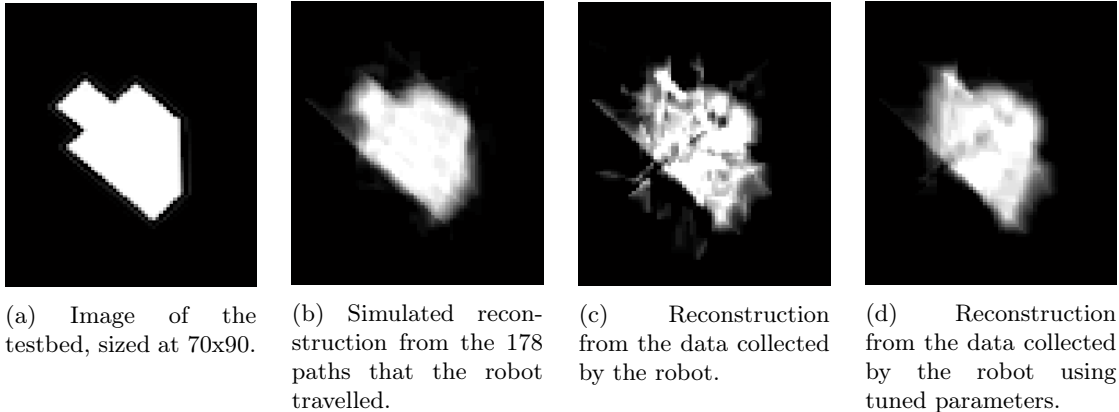 (a) Image of the
testbed, sized at 70x90.
(b) Simulated recon-
struction from the 178
paths that the robot
travelled.
(c) Reconstruction
from the data collected
by the robot.
(d) Reconstruction
from the data collected
by the robot using
tuned parameters.